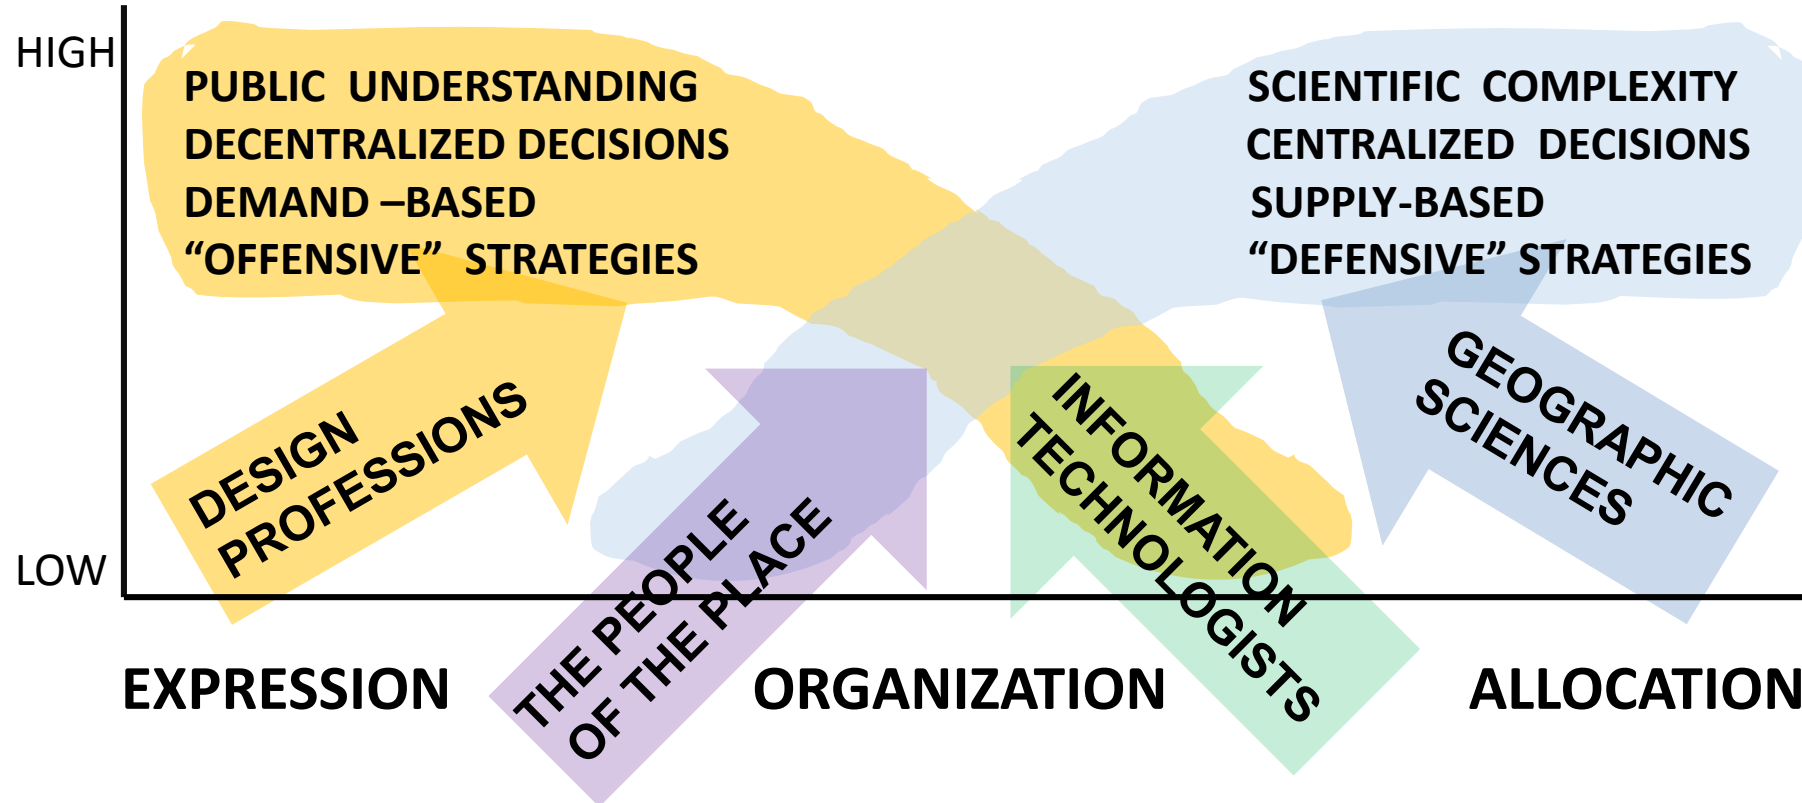 HIGH
PUBLIC UNDERSTANDING
DECENTRALIZED DECISIONS
DEMAND –BASED
“OFFENSIVE” STRATEGIES
SCIENTIFIC COMPLEXITY
CENTRALIZED DECISIONS
SUPPLY-BASED
“DEFENSIVE” STRATEGIES
DESIGN
PROFESSIONS
THE PEOPLE
OF THE PLACE
INFORMATION
TECHNOLOGISTS
GEOGRAPHIC
SCIENCES
LOW
EXPRESSION
ORGANIZATION
ALLOCATION